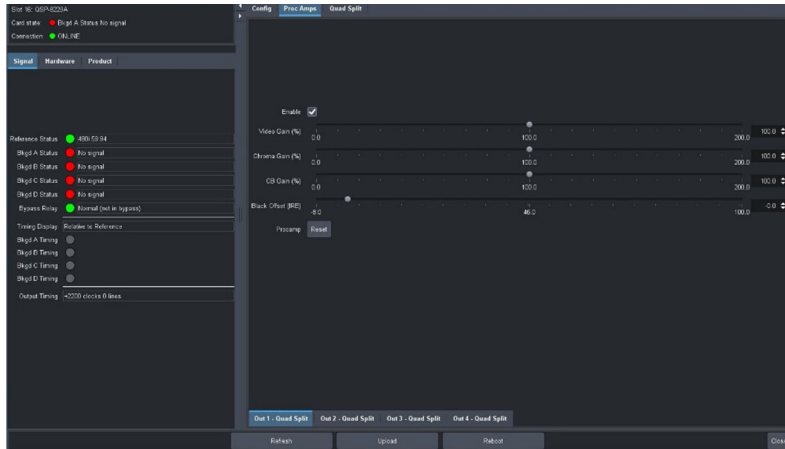 Slot 16: QSP-8229A
Card state: Bkgd A Status No signal
Connection: ONLINE
Signal Hardware Product
Reference Status 480i 59.94
Bkgd A Status No signal
Bkgd B Status No signal
Bkgd C Status No signal
Bkgd D Status No signal
Bypass Relay Normal (not in bypass)
Timing Display Relative to Reference
Bkgd A Timing
Bkgd B Timing
Bkgd C Timing
Bkgd D Timing
Output Timing +2200 clocks 0 lines
Config Proc Amps Quad Split
Enable
Video Gain (%) 0.0 100.0 200.0 100.0
Chroma Gain (%) 0.0 100.0 200.0 100.0
CB Gain (%) 0.0 100.0 200.0 100.0
Black Offset (IRE) -8.0 46.0 100.0 -0.0
Procamp Reset
Out 1 - Quad Split Out 2 - Quad Split Out 3 - Quad Split Out 4 - Quad Split
Refresh Upload Reboot Close